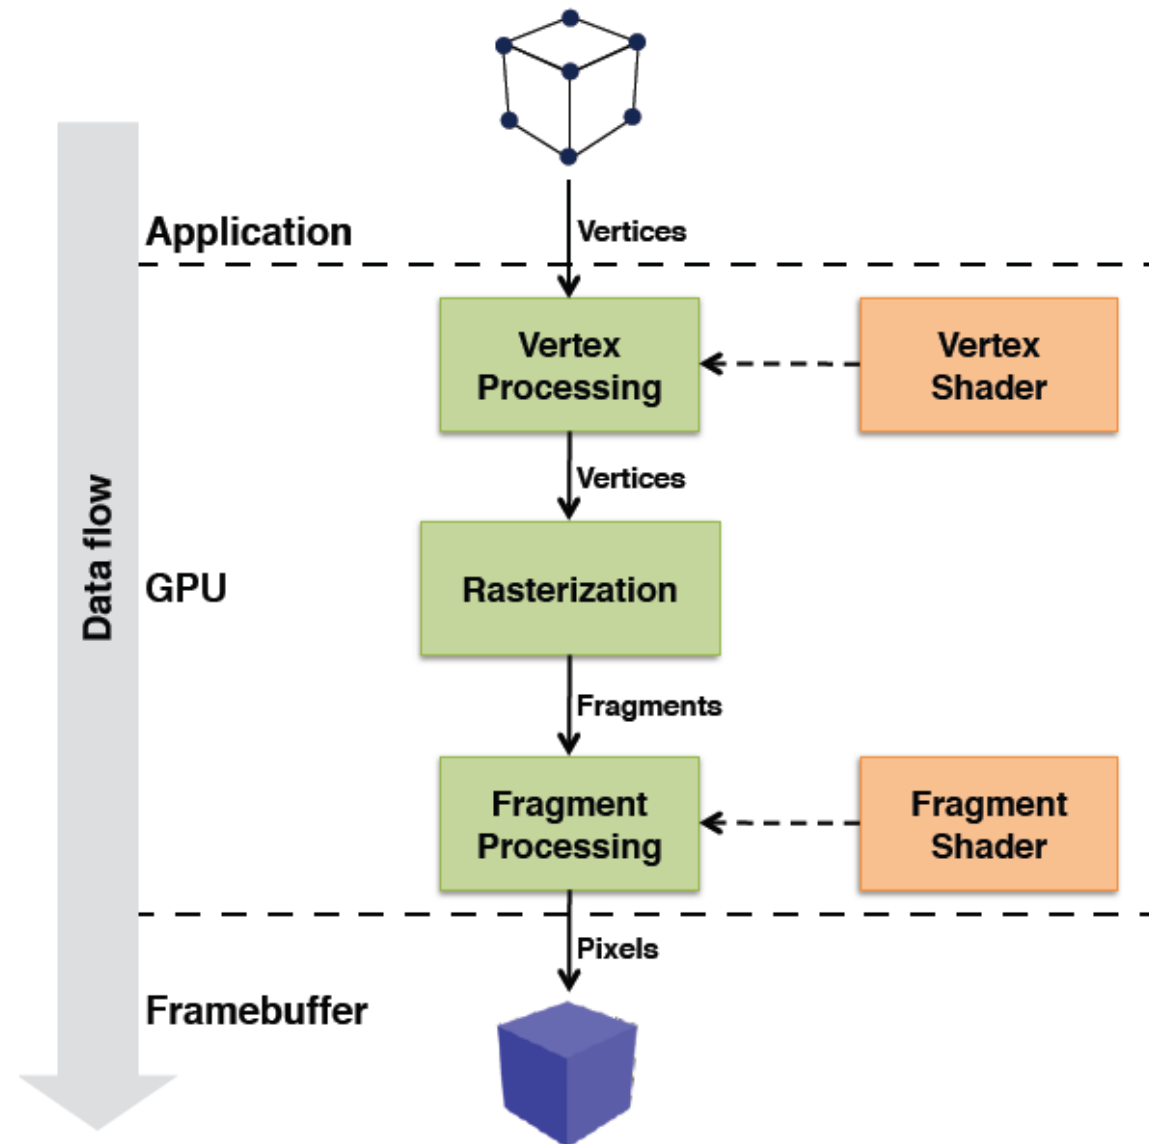 Application
Vertices
Vertex
Processing
Vertex
Shader
Vertices
Data flow
GPU
Rasterization
Fragments
Fragment
Processing
Fragment
Shader
Pixels
Framebuffer